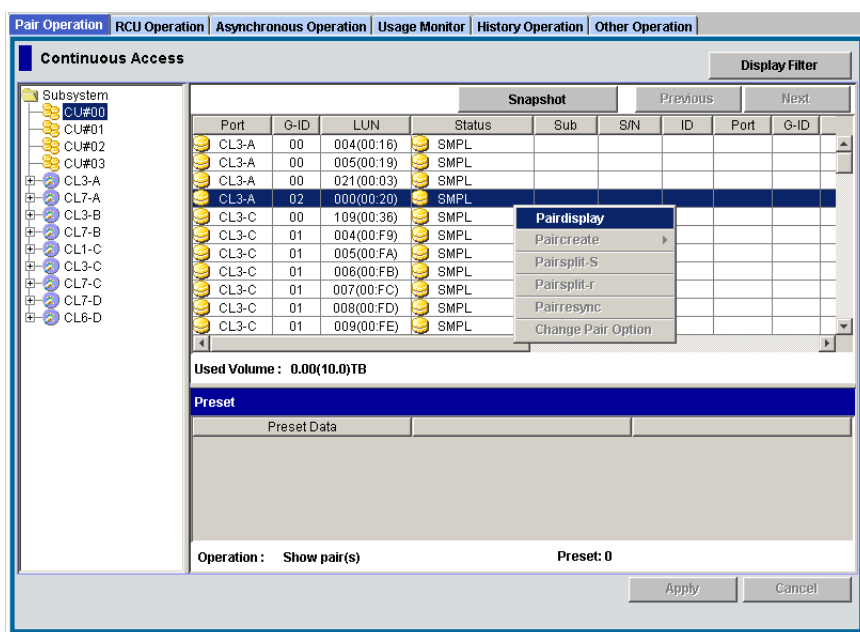 Pair Operation RCU Operation Asynchronous Operation Usage Monitor History Operation Other Operation
Continuous Access
Display Filter
Subsystem
CU#00
CU#01
CU#02
CU#03
CL3-A
CL7-A
CL3-B
CL7-B
CL1-C
CL3-C
CL7-C
CL7-D
CL6-D
Snapshot Previous Next
Port G-ID LUN Status Sub S/N ID Port G-ID
CL3-A 00 004(00:16) SMPL
CL3-A 00 005(00:19) SMPL
CL3-A 00 021(00:03) SMPL
CL3-A 02 000(00:20) SMPL
CL3-C 00 109(00:36) SMPL
CL3-C 01 004(00:F9) SMPL
CL3-C 01 005(00:FA) SMPL
CL3-C 01 006(00:FB) SMPL
CL3-C 01 007(00:FC) SMPL
CL3-C 01 008(00:FD) SMPL
CL3-C 01 009(00:FE) SMPL
Pairdisplay
Paircreate
Pairsplit-S
Pairsplit-r
Pairresync
Change Pair Option
Used Volume : 0.00(10.0)TB
Preset
Preset Data
Operation : Show pair(s) Preset: 0
Apply Cancel